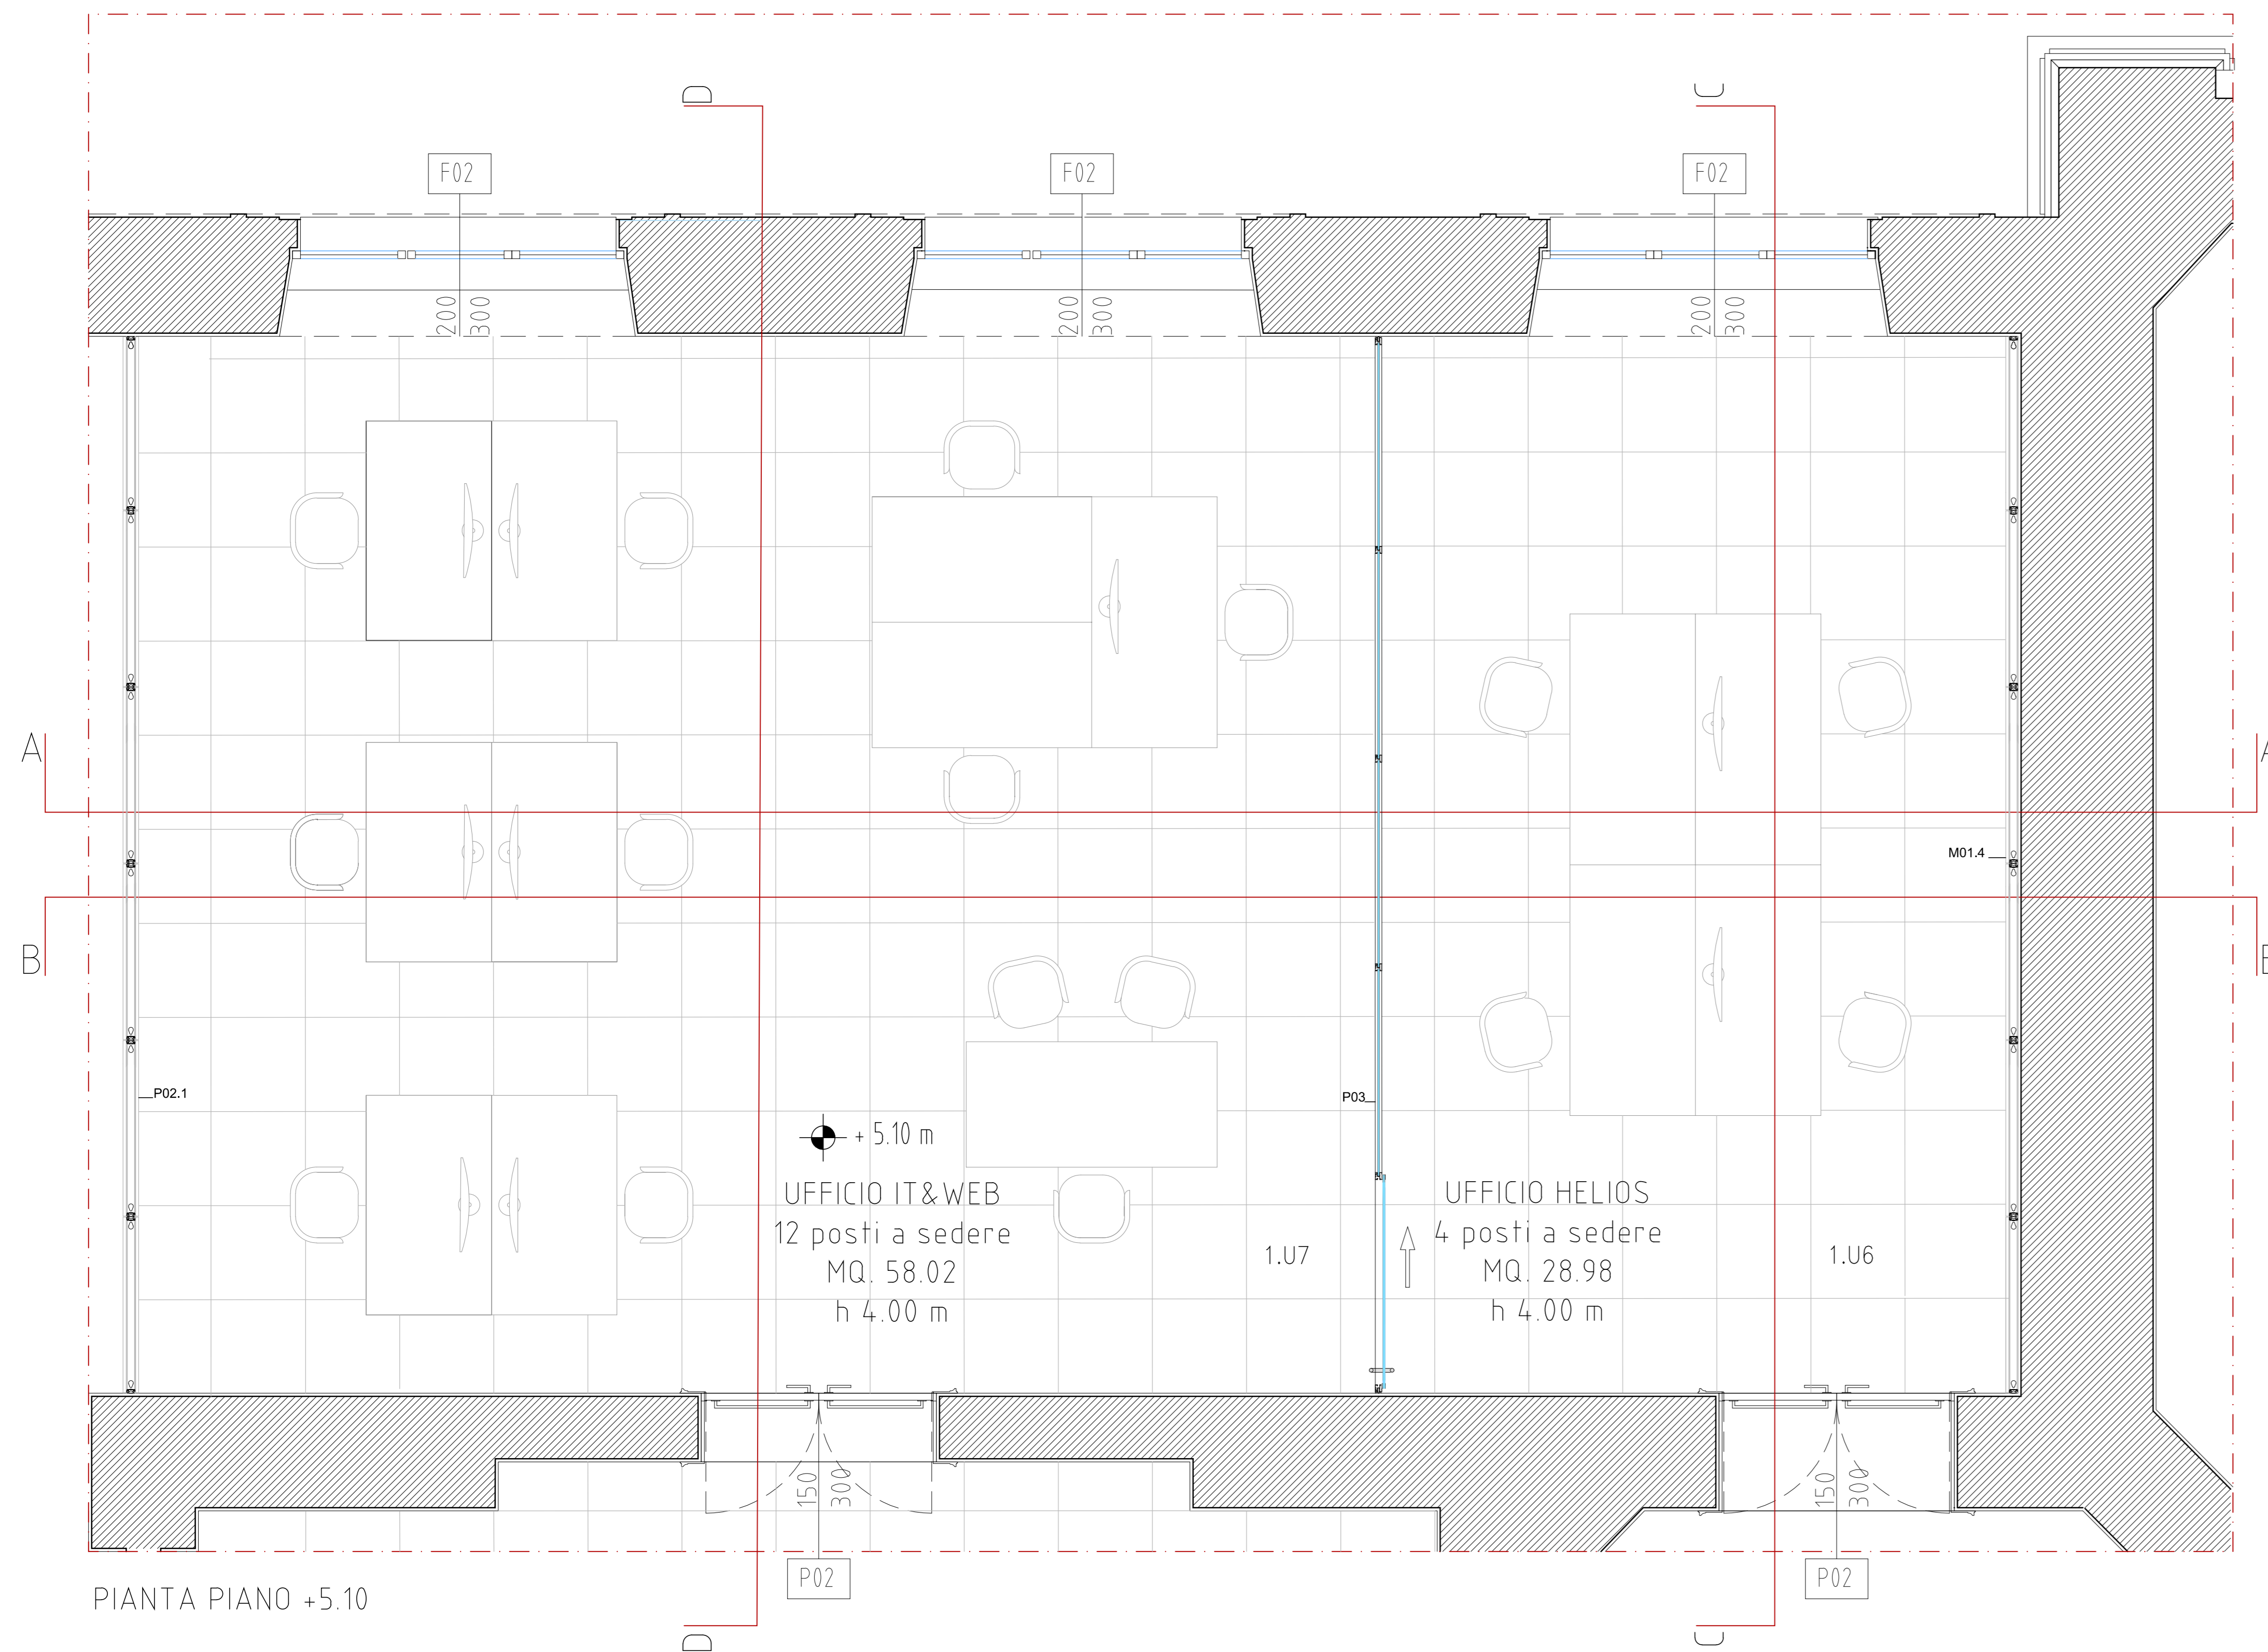 D
C
F02
F02
F02
200
300
200
300
200
300
A
A
M01.4
B
B
P02.1
P03
+ 5.10 m
UFFICIO IT&WEB
12 posti a sedere
MQ. 58.02
h 4.00 m
1.U7
UFFICIO HELIOS
4 posti a sedere
MQ. 28.98
h 4.00 m
1.U6
150
300
150
300
P02
P02
PIANTA PIANO +5.10
D
C